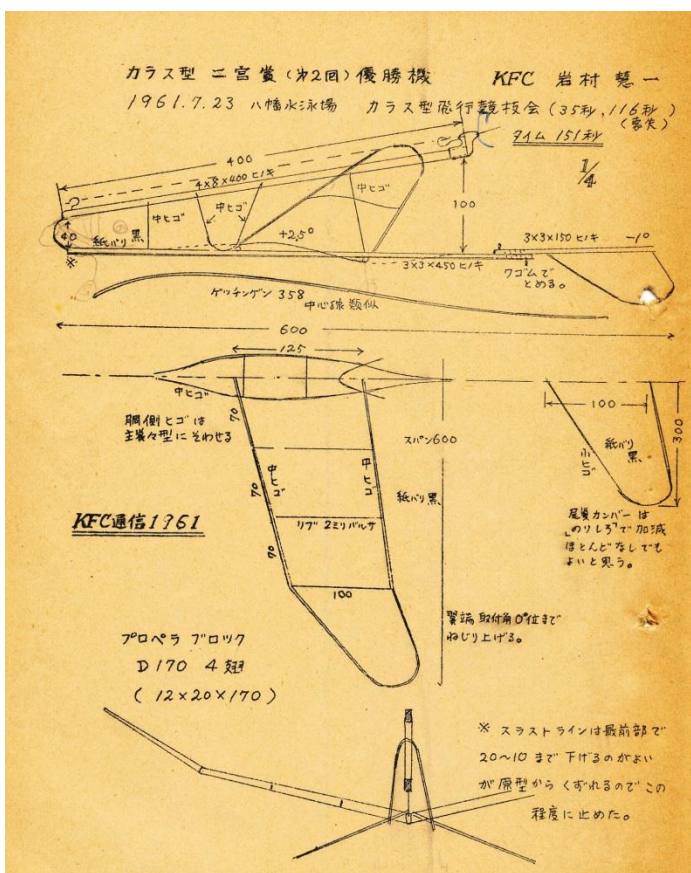 カラス型 二宮賞(才2回)優勝機 KFC 岩村 慧一
1961.7.23 八幡水泳場 カラス型飛行競技会(35秒,116秒)
タイム 151秒
1/4
400
4×8×400 ヒノキ
中ヒゴ
中ヒゴ
中ヒゴ
100
40
紙バリ 黒
+2.5°
3×3×150 ヒノキ
-1°
※
3×3×450 ヒノキ
ワゴムで
とめる。
ゲッチンゲン 358
中心線類似
600
125
中ヒゴ
胴側ヒゴは
主翼々型にそわせる
70
スパン600
100
300
紙バリ
黒
小ヒゴ
70
中ヒゴ
中ヒゴ
紙バリ黒
KFC通信1961
リブ 2ミリバルサ
70
尾翼カンバーは
「のりしろ」で加減
ほとんどなしでも
よいと思う。
100
翼端 取付角0°位まで
ねじり上げる。
プロペラ ブロック
D170 4翅
(12×20×170)
※ スラストラインは最前部で
20〜10まで下げるのがよい
が原型からくずれるのでこの
程度に止めた。